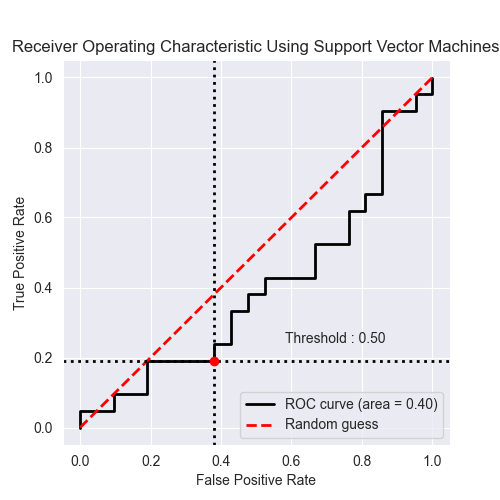 Receiver Operating Characteristic Using Support Vector Machines
1.0
0.8
0.6
0.4
0.2
0.0
True Positive Rate
Threshold : 0.50
ROC curve (area = 0.40)
Random guess
0.0 0.2 0.4 0.6 0.8 1.0
False Positive Rate